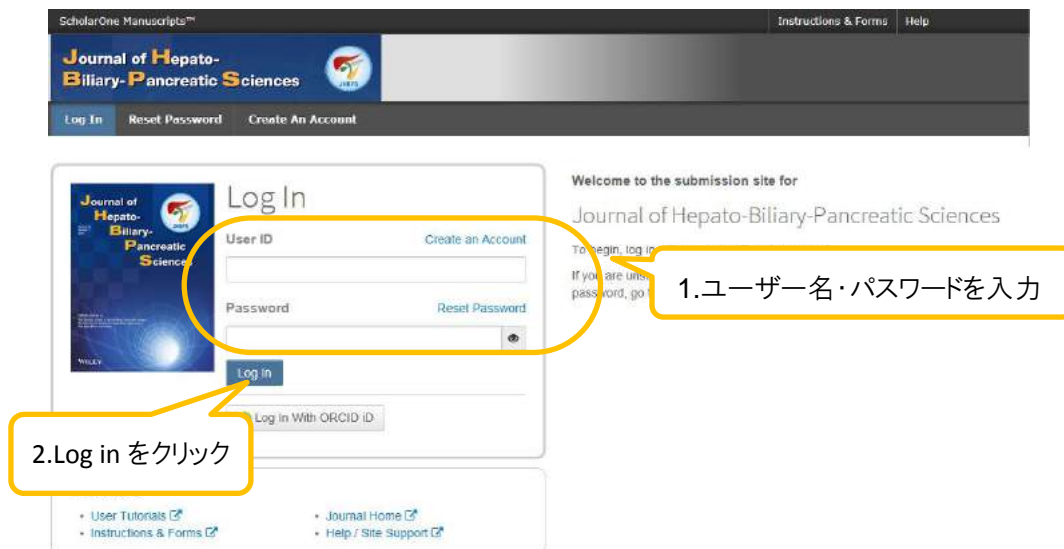 ScholarOne Manuscripts™
Instructions & Forms Help
Journal of Hepato-
Biliary-Pancreatic Sciences
JHBPS
Log In Reset Password Create An Account
Journal of
Hepato-
Biliary-
Pancreatic
Sciences
WILEY
Log In
User ID Create an Account
Password Reset Password
Log In
Log In With ORCID iD
2.Log in をクリック
Welcome to the submission site for
Journal of Hepato-Biliary-Pancreatic Sciences
To begin, log in
If you are
password, go
1.ユーザー名・パスワードを入力
User Tutorials
Instructions & Forms
Journal Home
Help / Site Support